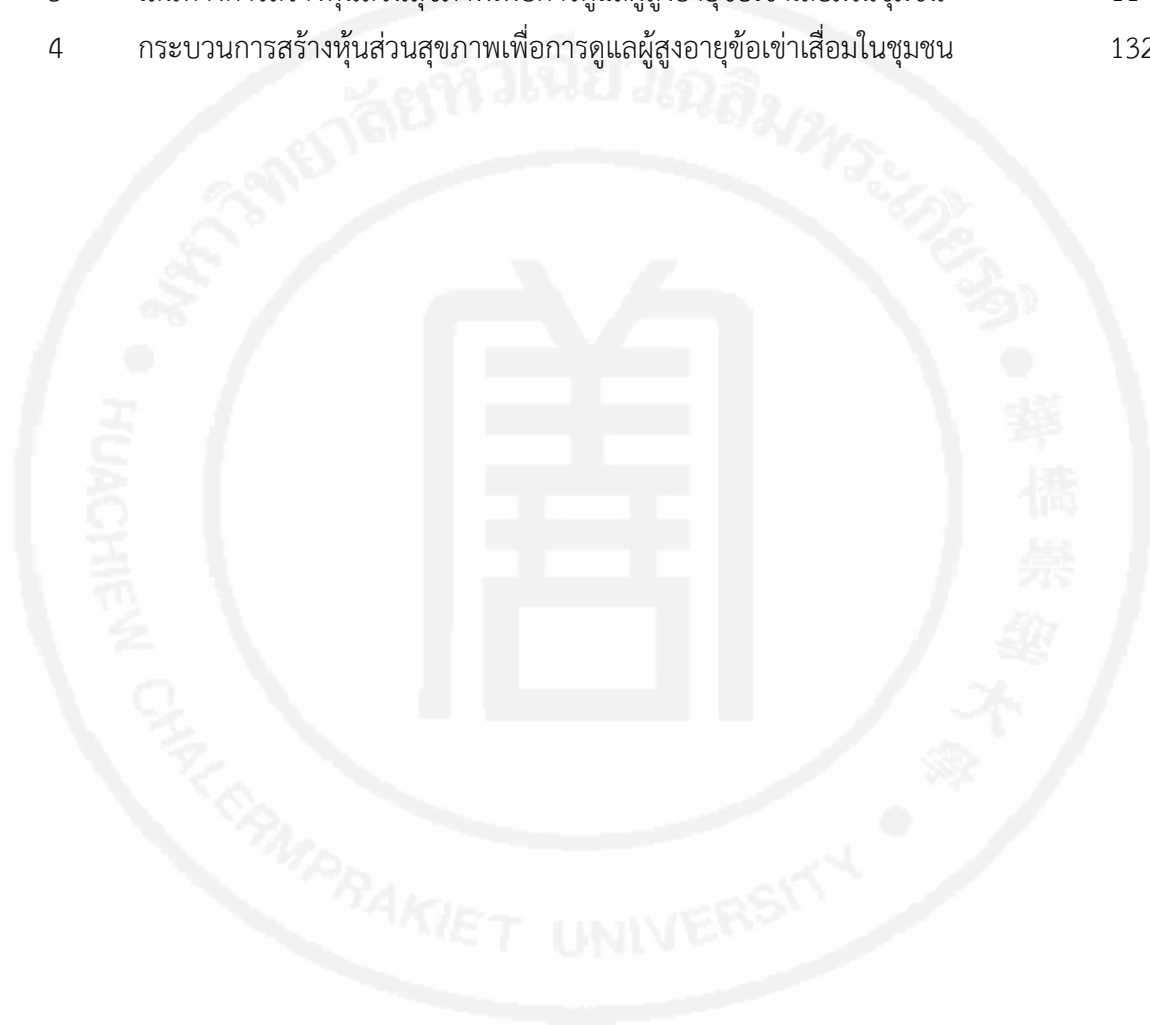 4 กระบวนการสร้างหุ้นส่วนสุขภาพเพื่อการดูแลผู้สูงอายุข้อเข่าเสื่อมในชุมชน 132
มหาวิทยาลัยหัวเฉียวเฉลิมพระเกียรติ
華僑崇聖大學
HUACHIEW CHALERMPRAKIET UNIVERSITY